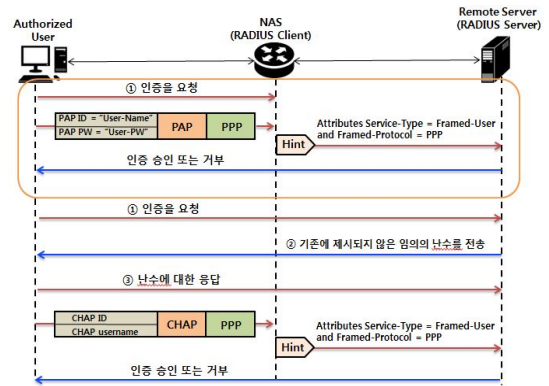 Authorized
User
NAS
(RADIUS Client)
Remote Server
(RADIUS Server)
① 인증을 요청
PAP ID = "User-Name"
PAP PW = "User-PW"
PAP
PPP
Hint
Attributes Service-Type = Framed-User
and Framed-Protocol = PPP
인증 승인 또는 거부
① 인증을 요청
② 기존에 제시되지 않은 임의의 난수를 전송
③ 난수에 대한 응답
CHAP ID
CHAP username
CHAP
PPP
Hint
Attributes Service-Type = Framed-User
and Framed-Protocol = PPP
인증 승인 또는 거부